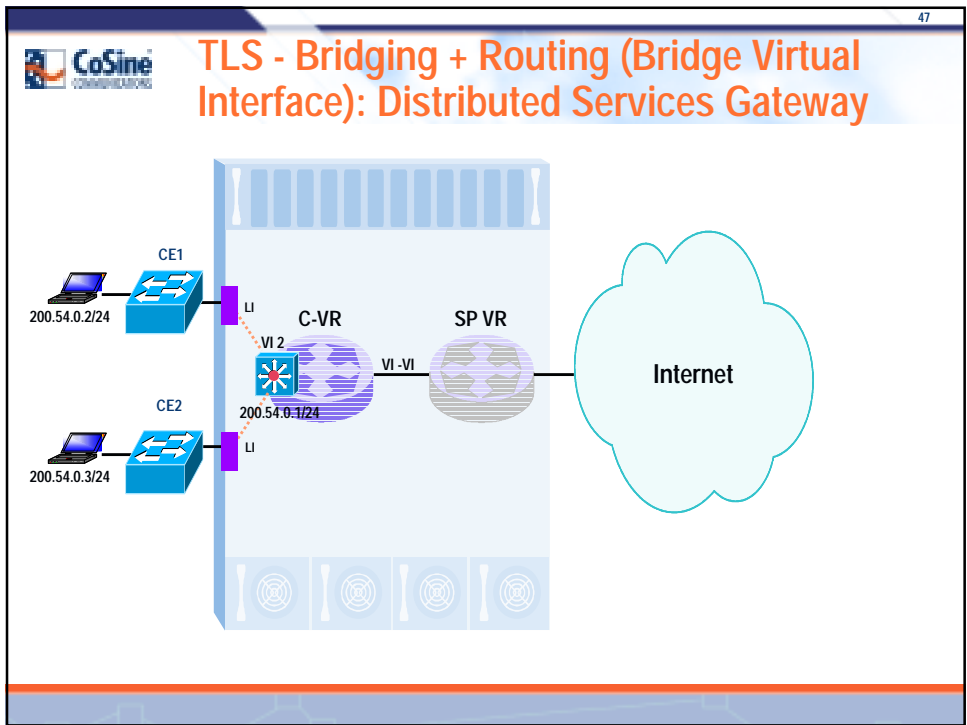 47
CoSine
COMMUNICATIONS
TLS - Bridging + Routing (Bridge Virtual
Interface): Distributed Services Gateway
CE1
200.54.0.2/24
LI
C-VR
SP VR
VI 2
VI -VI
Internet
CE2
200.54.0.1/24
LI
200.54.0.3/24